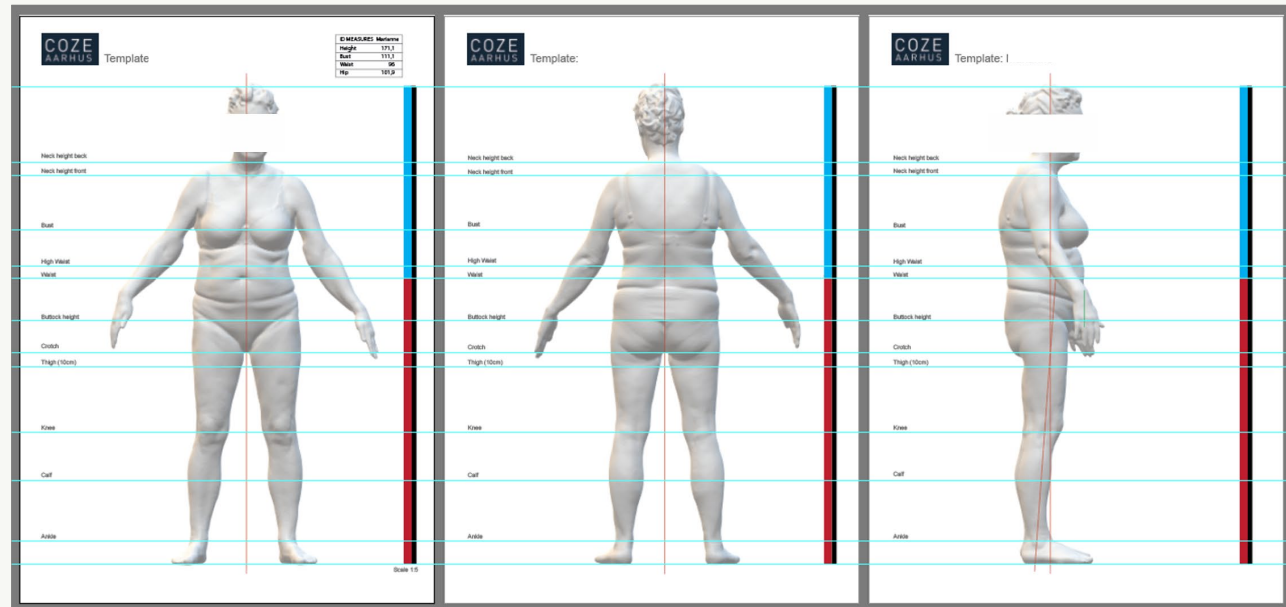 COZE
AARHUS
Template
ID MEASURES Marianne
Height 171,1
Bust 111,1
Waist 96
Hip 101,9
Neck height back
Neck height front
Bust
High Waist
Waist
Buttock height
Crotch
Thigh (10cm)
Knee
Calf
Ankle
Scale 1:5
COZE
AARHUS
Template:
Neck height back
Neck height front
Bust
High Waist
Waist
Buttock height
Crotch
Thigh (10cm)
Knee
Calf
Ankle
COZE
AARHUS
Template: I
Neck height back
Neck height front
Bust
High Waist
Waist
Buttock height
Crotch
Thigh (10cm)
Knee
Calf
Ankle